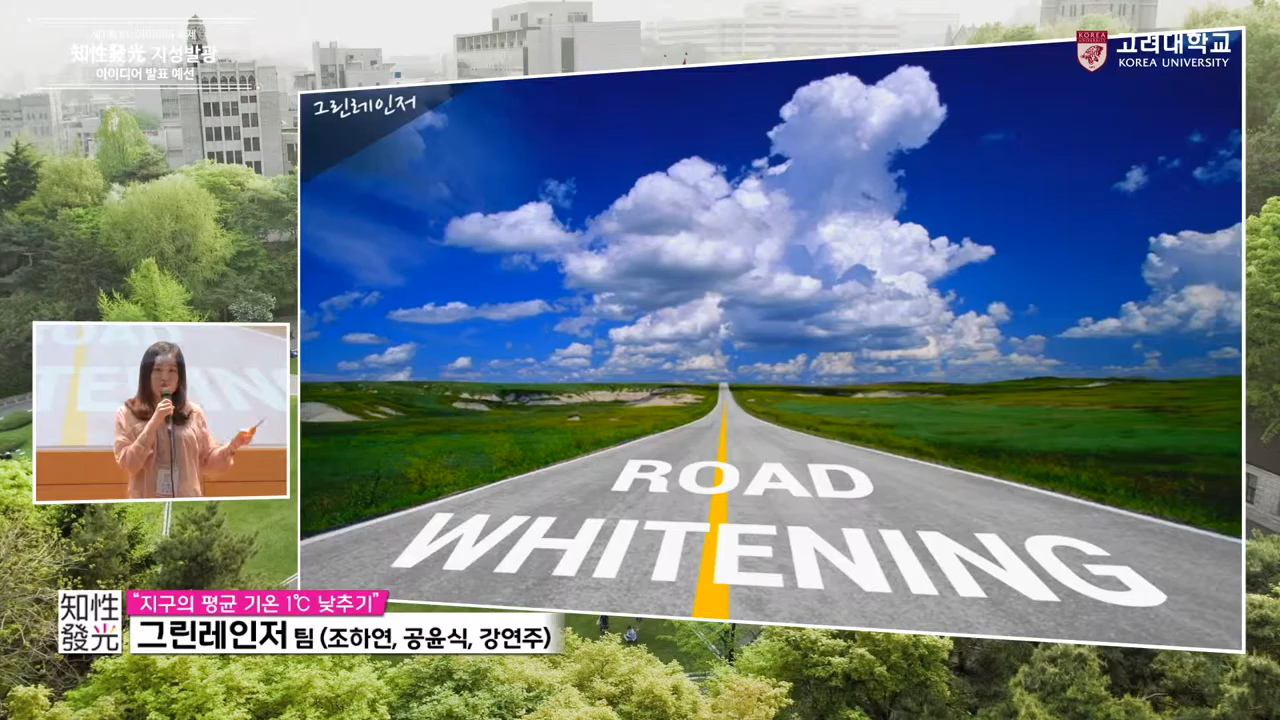 知性發光 지성발광
아이디어 발표 예선
그린레인저
KOREA
UNIVERSITY
고려대학교
KOREA UNIVERSITY
ROAD
WHITENING
知性
發光
"지구의 평균 기온 1℃ 낮추기"
그린레인저 팀 (조하연, 공윤식, 강연주)